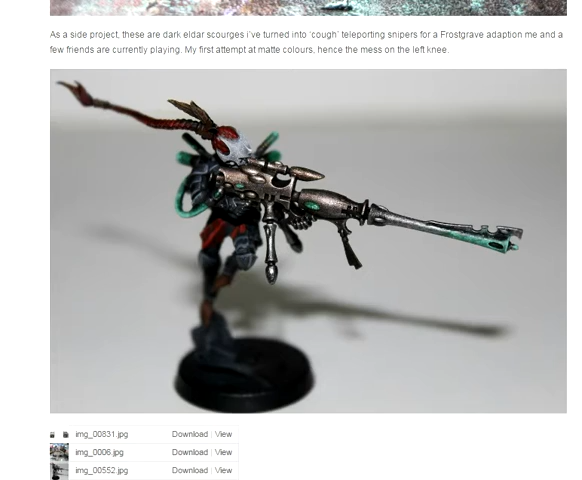 As a side project, these are dark eldar scourges i've turned into 'cough' teleporting snipers for a Frostgrave adaption me and a
few friends are currently playing. My first attempt at matte colours, hence the mess on the left knee.
img_00831.jpg Download | View
img_0006.jpg Download | View
img_00552.jpg Download | View